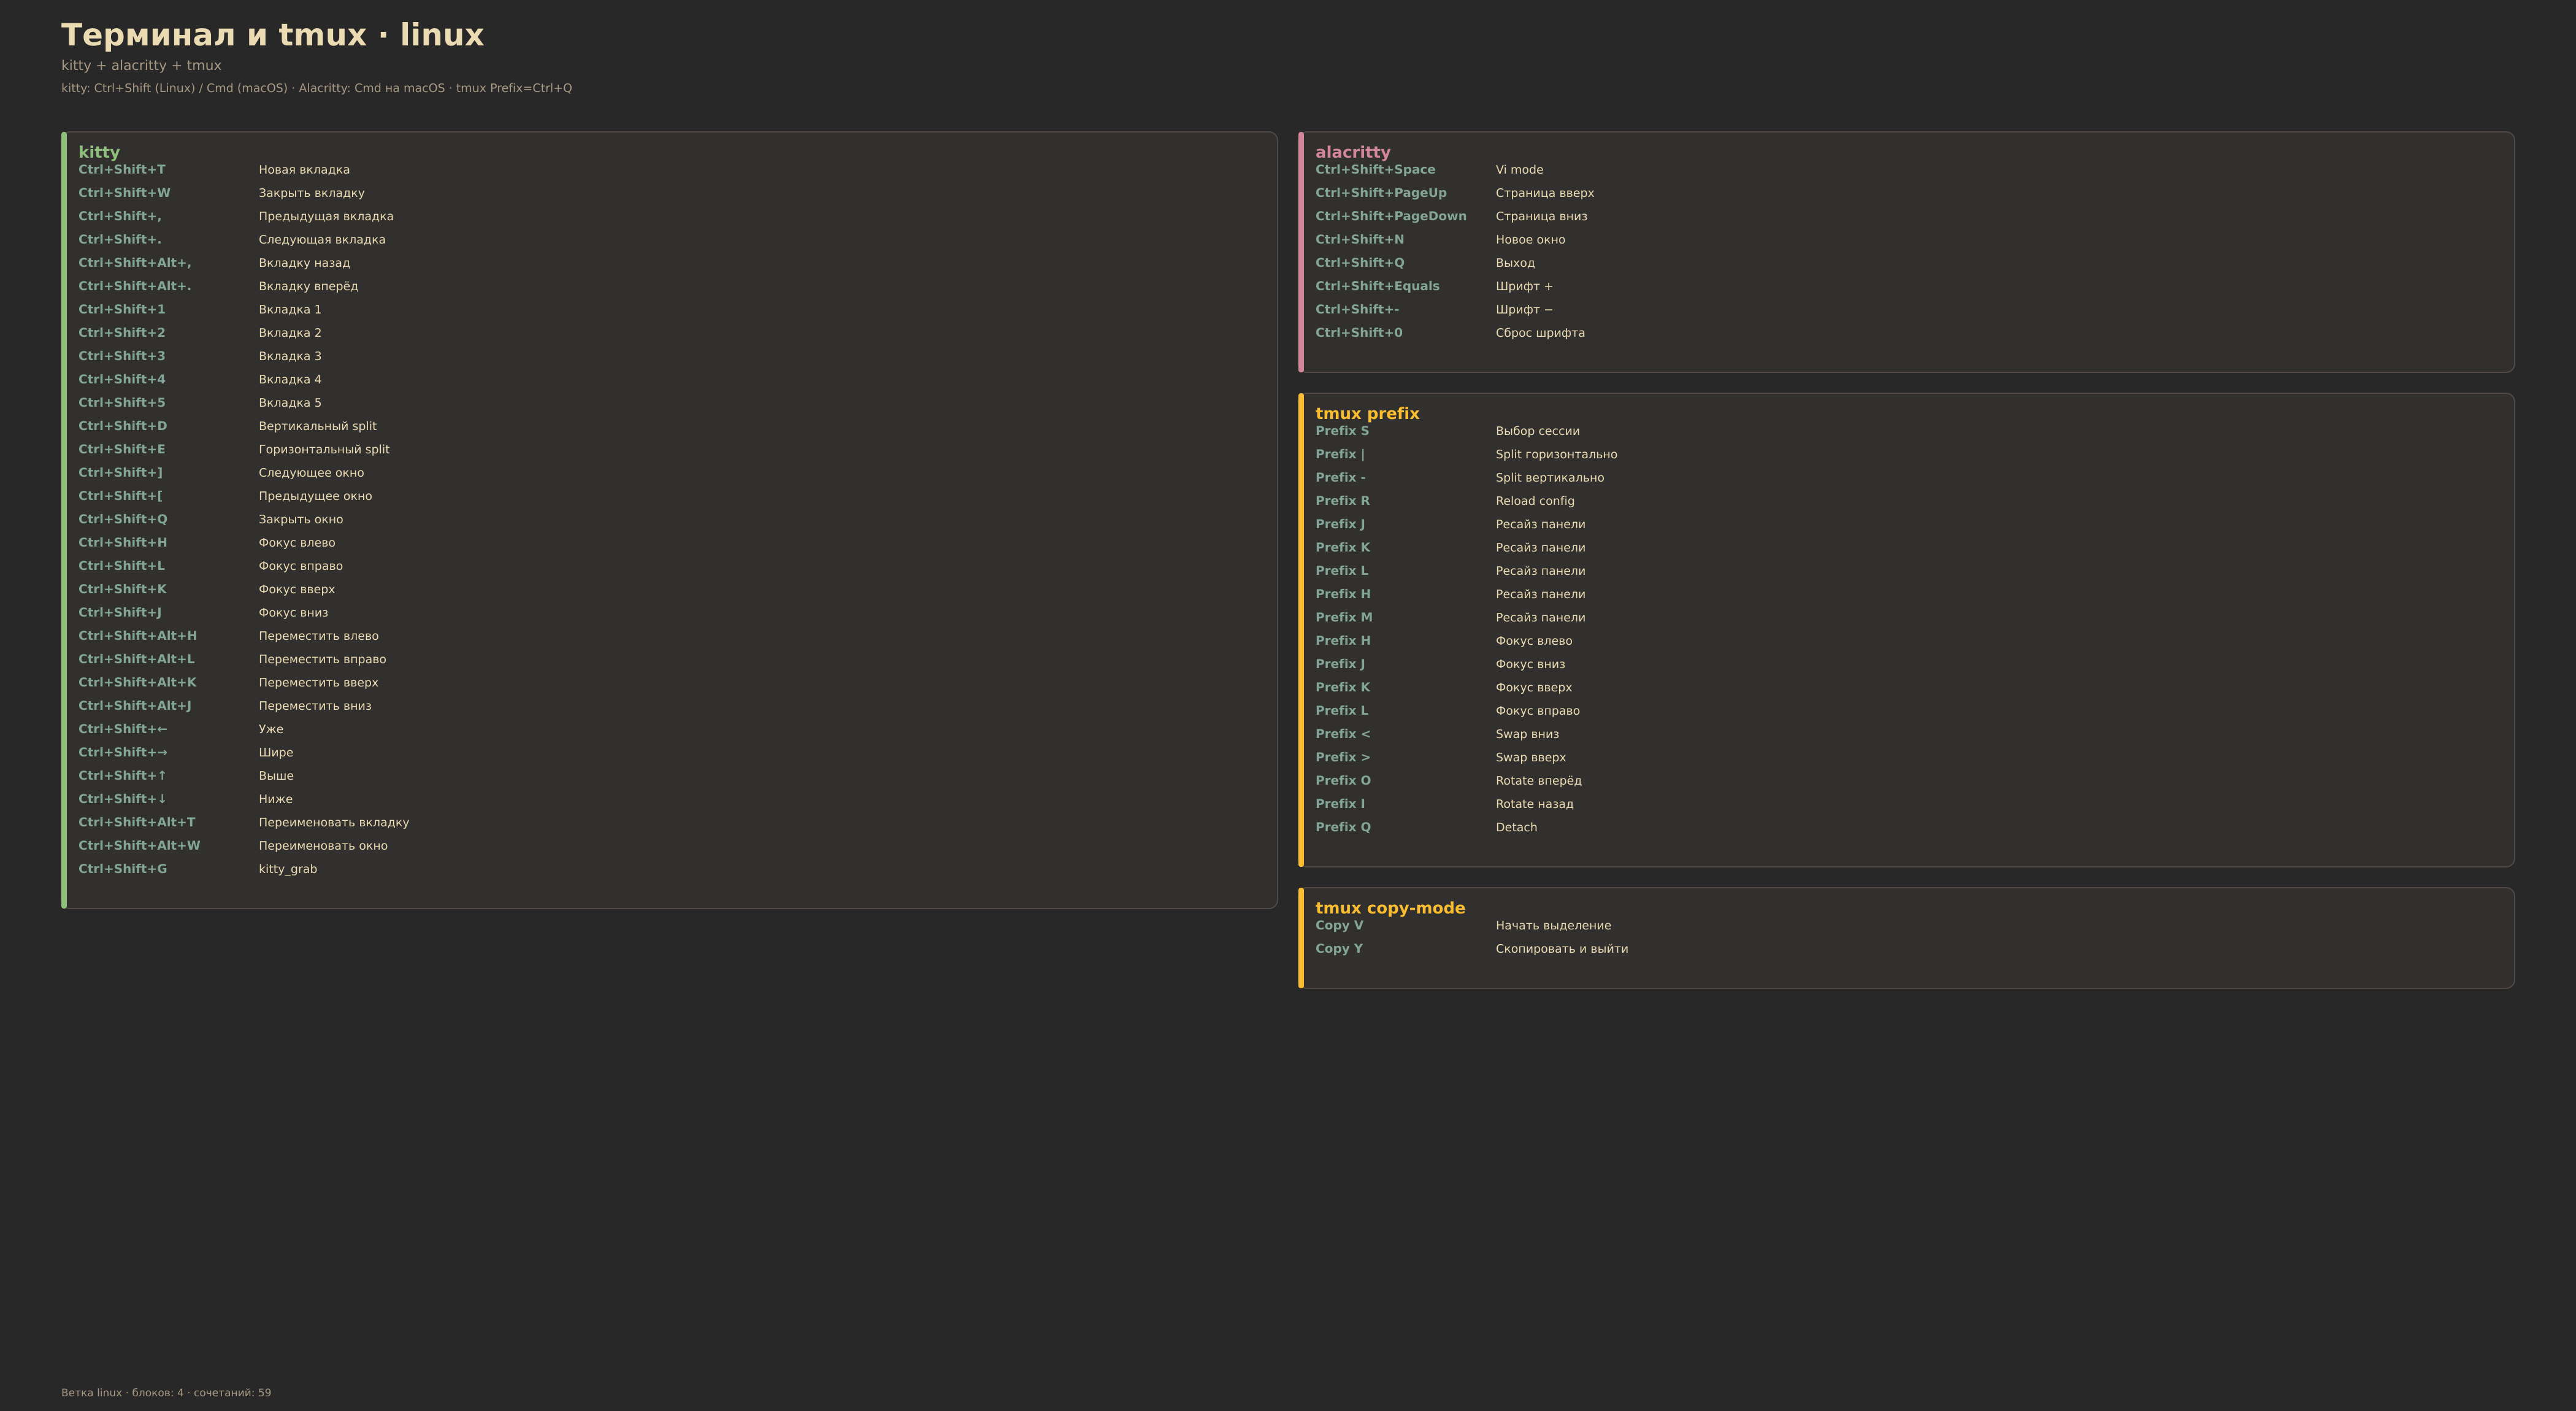 Терминал и tmux · linux
kitty + alacritty + tmux
kitty: Ctrl+Shift (Linux) / Cmd (macOS) · Alacritty: Cmd на macOS · tmux Prefix=Ctrl+Q
kitty
Ctrl+Shift+T Новая вкладка
Ctrl+Shift+W Закрыть вкладку
Ctrl+Shift+, Предыдущая вкладка
Ctrl+Shift+. Следующая вкладка
Ctrl+Shift+Alt+, Вкладку назад
Ctrl+Shift+Alt+. Вкладку вперёд
Ctrl+Shift+1 Вкладка 1
Ctrl+Shift+2 Вкладка 2
Ctrl+Shift+3 Вкладка 3
Ctrl+Shift+4 Вкладка 4
Ctrl+Shift+5 Вкладка 5
Ctrl+Shift+D Вертикальный split
Ctrl+Shift+E Горизонтальный split
Ctrl+Shift+] Следующее окно
Ctrl+Shift+[ Предыдущее окно
Ctrl+Shift+Q Закрыть окно
Ctrl+Shift+H Фокус влево
Ctrl+Shift+L Фокус вправо
Ctrl+Shift+K Фокус вверх
Ctrl+Shift+J Фокус вниз
Ctrl+Shift+Alt+H Переместить влево
Ctrl+Shift+Alt+L Переместить вправо
Ctrl+Shift+Alt+K Переместить вверх
Ctrl+Shift+Alt+J Переместить вниз
Ctrl+Shift+← Уже
Ctrl+Shift+→ Шире
Ctrl+Shift+↑ Выше
Ctrl+Shift+↓ Ниже
Ctrl+Shift+Alt+T Переименовать вкладку
Ctrl+Shift+Alt+W Переименовать окно
Ctrl+Shift+G kitty_grab
alacritty
Ctrl+Shift+Space Vi mode
Ctrl+Shift+PageUp Страница вверх
Ctrl+Shift+PageDown Страница вниз
Ctrl+Shift+N Новое окно
Ctrl+Shift+Q Выход
Ctrl+Shift+Equals Шрифт +
Ctrl+Shift+- Шрифт −
Ctrl+Shift+0 Сброс шрифта
tmux prefix
Prefix S Выбор сессии
Prefix | Split горизонтально
Prefix - Split вертикально
Prefix R Reload config
Prefix J Ресайз панели
Prefix K Ресайз панели
Prefix L Ресайз панели
Prefix H Ресайз панели
Prefix M Ресайз панели
Prefix H Фокус влево
Prefix J Фокус вниз
Prefix K Фокус вверх
Prefix L Фокус вправо
Prefix < Swap вниз
Prefix > Swap вверх
Prefix O Rotate вперёд
Prefix I Rotate назад
Prefix Q Detach
tmux copy-mode
Copy V Начать выделение
Copy Y Скопировать и выйти
Ветка linux · блоков: 4 · сочетаний: 59